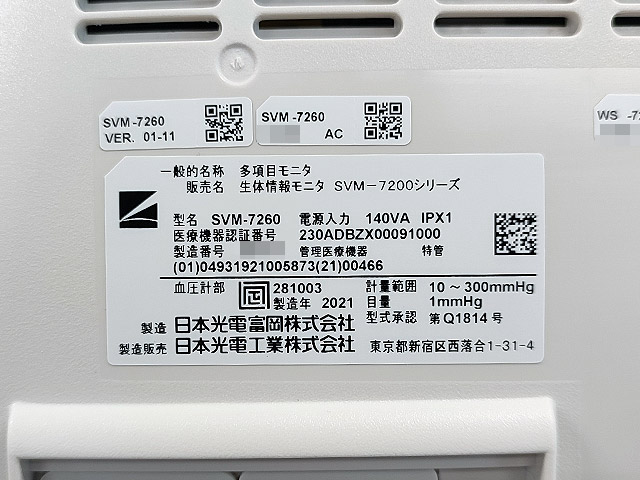 SVM-7260
VER. 01-11
SVM-7260
AC
WS -72
一般的名称 多項目モニタ
販売名 生体情報モニタ SVM-7200シリーズ
型名 SVM-7260 電源入力 140VA IPX1
医療機器認証番号 230ADBZX00091000
製造番号 管理医療機器 特管
(01)04931921005873(21)00466
血圧計部 281003 計量範囲 10～300mmHg
製造年 2021 目量 1mmHg
型式承認 第Q1814号
製造 日本光電富岡株式会社
製造販売 日本光電工業株式会社 東京都新宿区西落合1-31-4